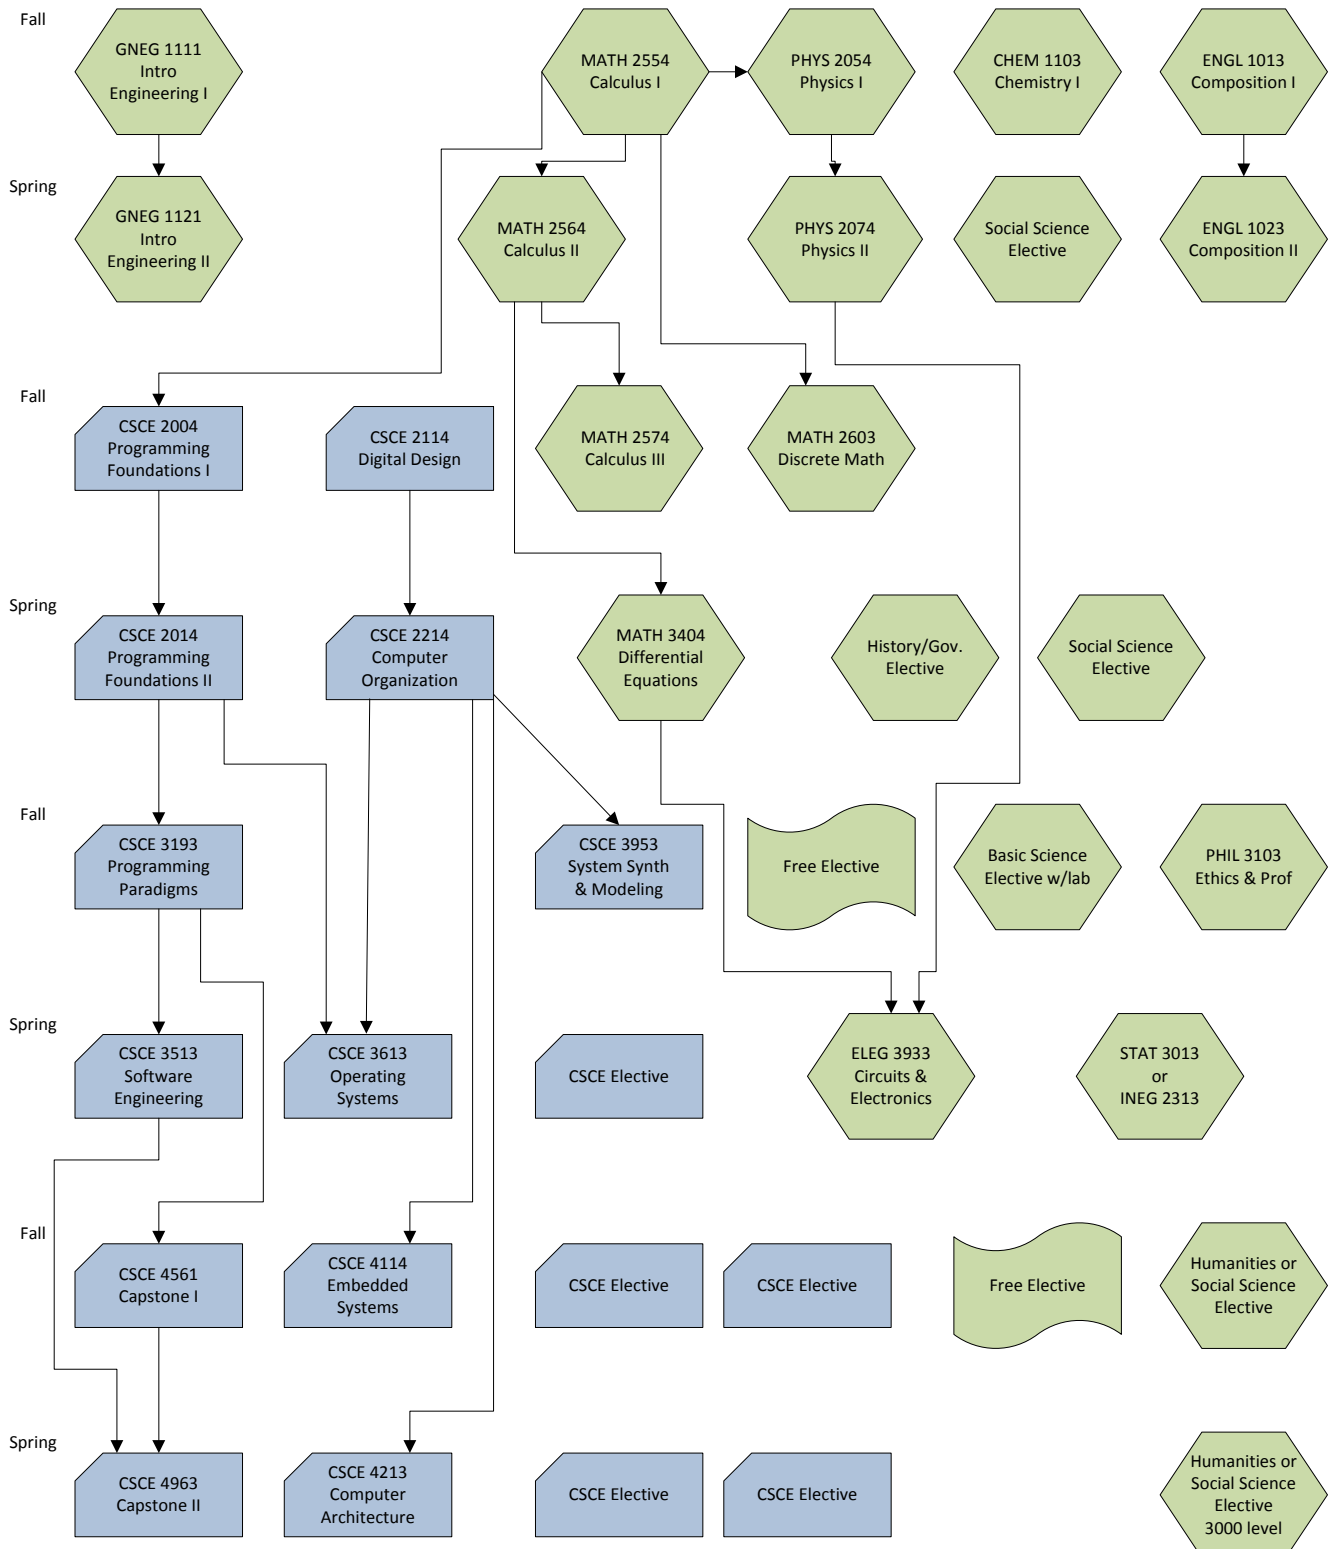 Fall
GNEG 1111
Intro
Engineering I
MATH 2554
Calculus I
PHYS 2054
Physics I
CHEM 1103
Chemistry I
ENGL 1013
Composition I
Spring
GNEG 1121
Intro
Engineering II
MATH 2564
Calculus II
PHYS 2074
Physics II
Social Science
Elective
ENGL 1023
Composition II
Fall
CSCE 2004
Programming
Foundations I
CSCE 2114
Digital Design
MATH 2574
Calculus III
MATH 2603
Discrete Math
Spring
CSCE 2014
Programming
Foundations II
CSCE 2214
Computer
Organization
MATH 3404
Differential
Equations
History/Gov.
Elective
Social Science
Elective
Fall
CSCE 3193
Programming
Paradigms
CSCE 3953
System Synth
& Modeling
Free Elective
Basic Science
Elective w/lab
PHIL 3103
Ethics & Prof
Spring
CSCE 3513
Software
Engineering
CSCE 3613
Operating
Systems
CSCE Elective
ELEG 3933
Circuits &
Electronics
STAT 3013
or
INEG 2313
Fall
CSCE 4561
Capstone I
CSCE 4114
Embedded
Systems
CSCE Elective
CSCE Elective
Free Elective
Humanities or
Social Science
Elective
Spring
CSCE 4963
Capstone II
CSCE 4213
Computer
Architecture
CSCE Elective
CSCE Elective
Humanities or
Social Science
Elective
3000 level